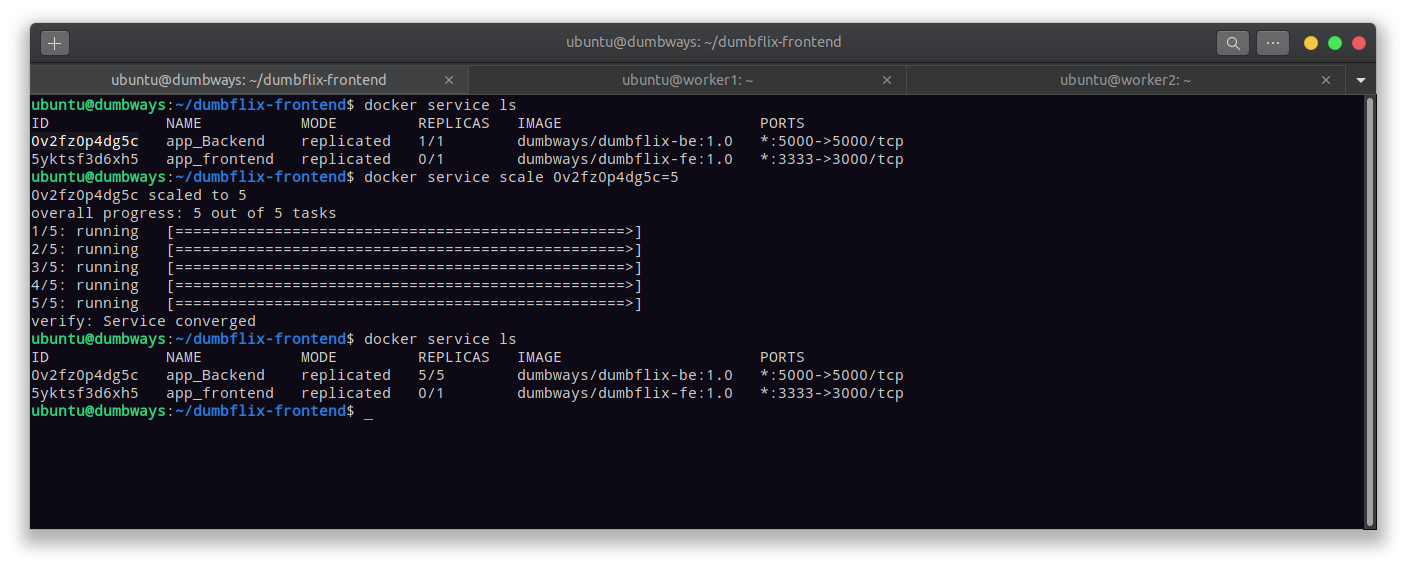 ubuntu@dumbways: ~/dumbflix-frontend
ubuntu@dumbways: ~/dumbflix-frontend × ubuntu@worker1: ~ × ubuntu@worker2: ~ ×
ubuntu@dumbways:~/dumbflix-frontend$ docker service ls
ID NAME MODE REPLICAS IMAGE PORTS
0v2fz0p4dg5c app_Backend replicated 1/1 dumbways/dumbflix-be:1.0 *:5000->5000/tcp
5yktsf3d6xh5 app_frontend replicated 0/1 dumbways/dumbflix-fe:1.0 *:3333->3000/tcp
ubuntu@dumbways:~/dumbflix-frontend$ docker service scale 0v2fz0p4dg5c=5
0v2fz0p4dg5c scaled to 5
overall progress: 5 out of 5 tasks
1/5: running [==================================================>]
2/5: running [==================================================>]
3/5: running [==================================================>]
4/5: running [==================================================>]
5/5: running [==================================================>]
verify: Service converged
ubuntu@dumbways:~/dumbflix-frontend$ docker service ls
ID NAME MODE REPLICAS IMAGE PORTS
0v2fz0p4dg5c app_Backend replicated 5/5 dumbways/dumbflix-be:1.0 *:5000->5000/tcp
5yktsf3d6xh5 app_frontend replicated 0/1 dumbways/dumbflix-fe:1.0 *:3333->3000/tcp
ubuntu@dumbways:~/dumbflix-frontend$ _